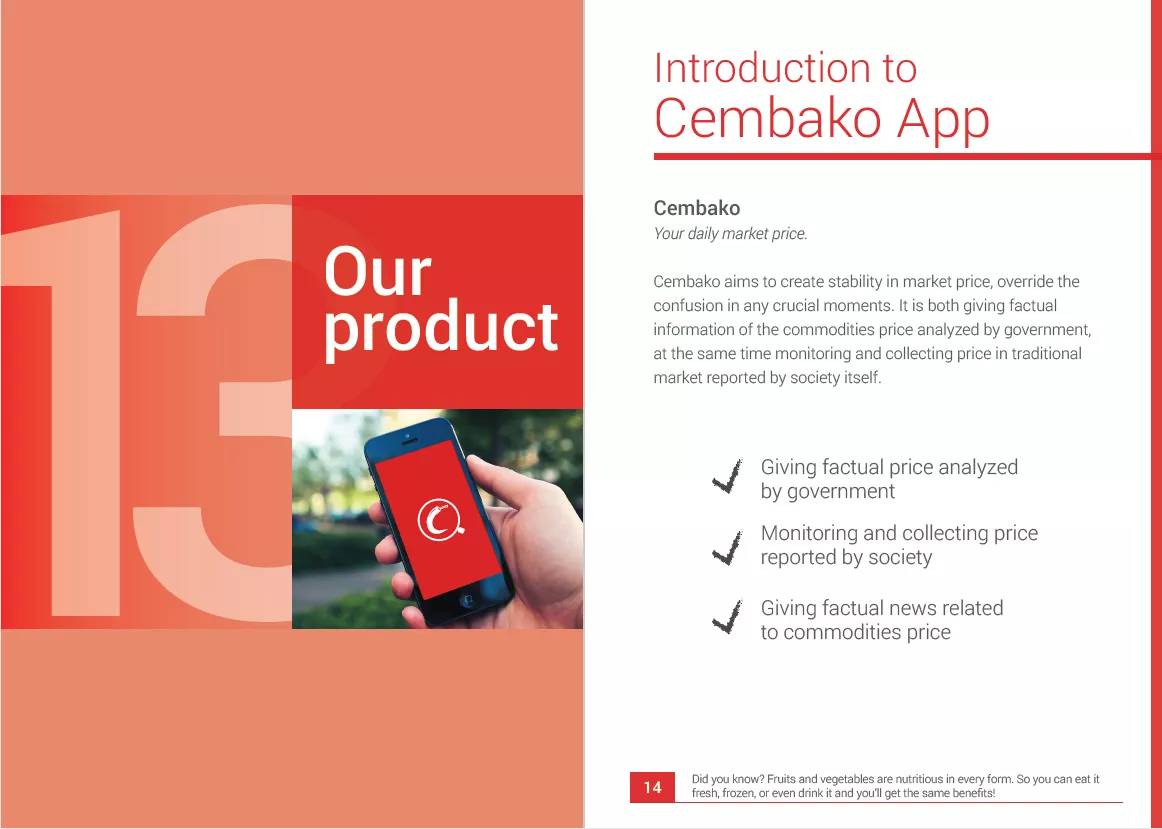 13
Our
product
Introduction to
Cembako App
Cembako
Your daily market price.
Cembako aims to create stability in market price, override the
confusion in any crucial moments. It is both giving factual
information of the commodities price analyzed by government,
at the same time monitoring and collecting price in traditional
market reported by society itself.
Giving factual price analyzed
by government
Monitoring and collecting price
reported by society
Giving factual news related
to commodities price
14
Did you know? Fruits and vegetables are nutritious in every form. So you can eat it
fresh, frozen, or even drink it and you’ll get the same benefits!